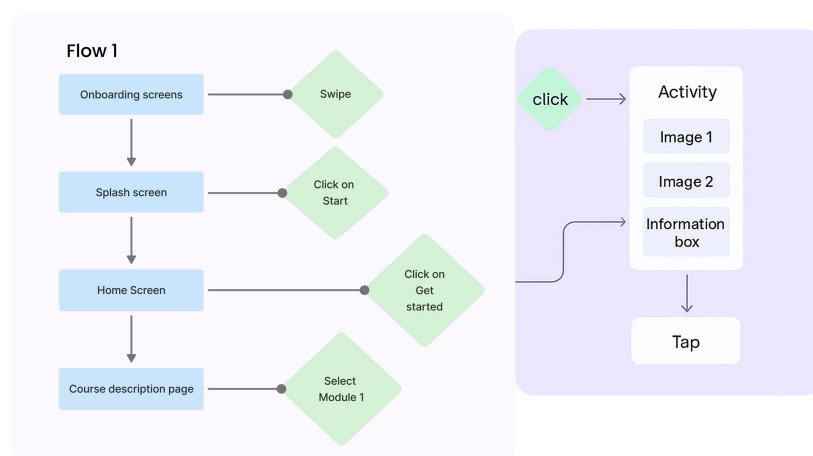 Flow 1
Onboarding screens
Swipe
Splash screen
Click on
Start
Home Screen
Click on
Get
started
Course description page
Select
Module 1
click
Activity
Image 1
Image 2
Information
box
Tap